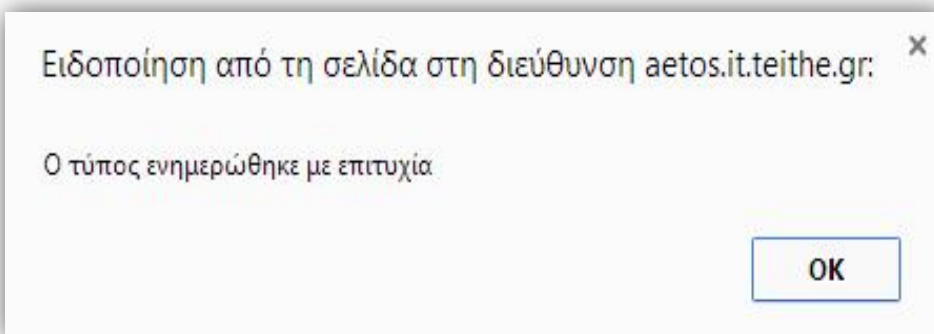 Ειδοποίηση από τη σελίδα στη διεύθυνση aetos.it.teithe.gr:
Ο τύπος ενημερώθηκε με επιτυχία
OK